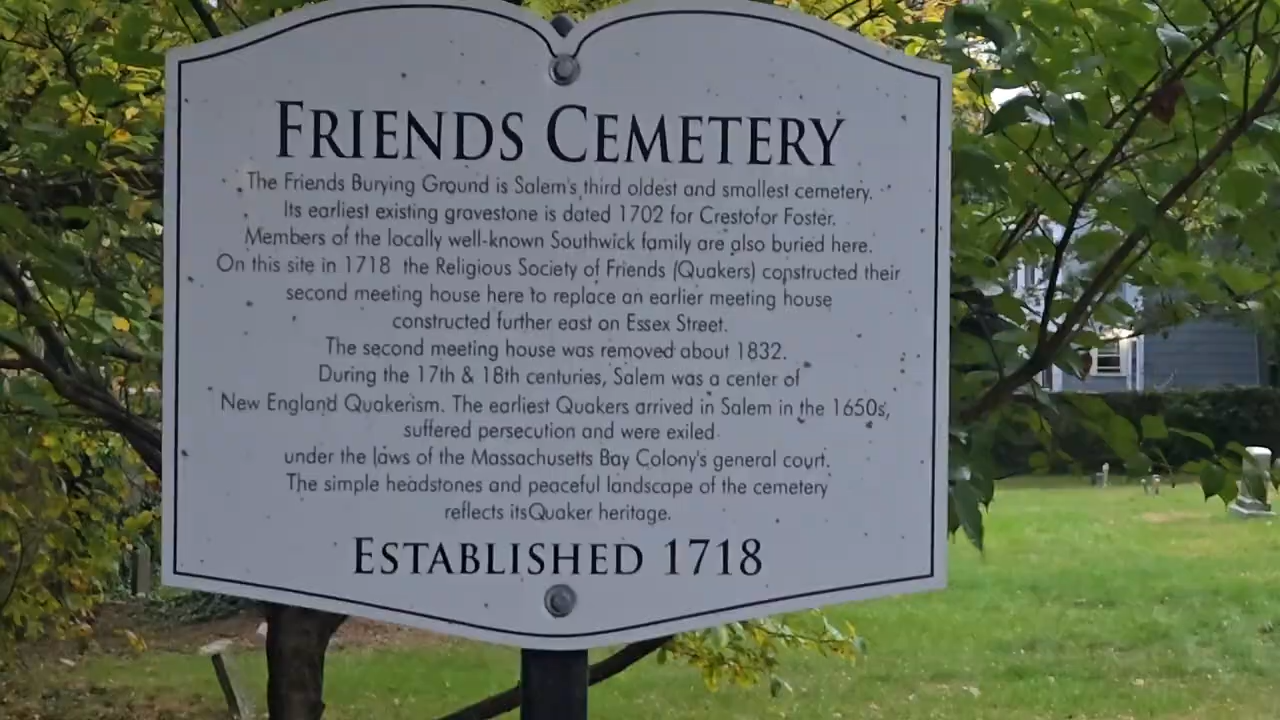 FRIENDS CEMETERY
The Friends Burying Ground is Salem's third oldest and smallest cemetery.
Its earliest existing gravestone is dated 1702 for Crestofor Foster.
Members of the locally well-known Southwick family are also buried here.
On this site in 1718 the Religious Society of Friends (Quakers) constructed their
second meeting house here to replace an earlier meeting house
constructed further east on Essex Street.
The second meeting house was removed about 1832.
During the 17th & 18th centuries, Salem was a center of
New England Quakerism. The earliest Quakers arrived in Salem in the 1650s,
suffered persecution and were exiled
under the laws of the Massachusetts Bay Colony's general court.
The simple headstones and peaceful landscape of the cemetery
reflects itsQuaker heritage.
ESTABLISHED 1718